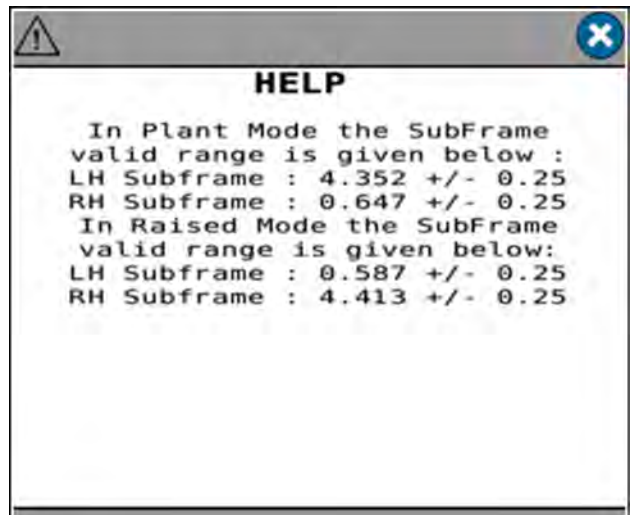 HELP
In Plant Mode the SubFrame
valid range is given below :
LH Subframe : 4.352 +/- 0.25
RH Subframe : 0.647 +/- 0.25
In Raised Mode the SubFrame
valid range is given below:
LH Subframe : 0.587 +/- 0.25
RH Subframe : 4.413 +/- 0.25